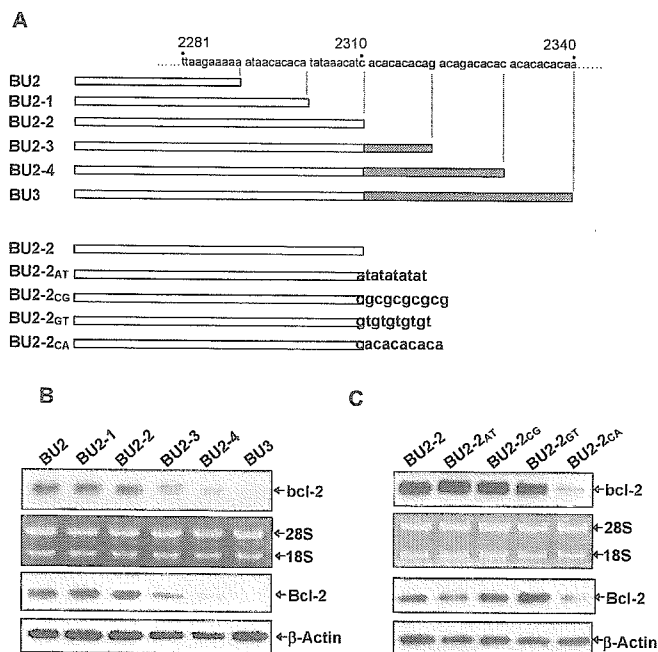 A
2281 2310 2340
......ttaagaaaaa ataacacaca tataaacatc acacacacag acagacacac acacacacaa......
BU2
BU2-1
BU2-2
BU2-3
BU2-4
BU3
BU2-2
BU2-2AT atatatatat
BU2-2CG cgcgcgcgcg
BU2-2GT gtgtgtgtgt
BU2-2CA cacacacaca
B
BU2 BU2-1 BU2-2 BU2-3 BU2-4 BU3
←bcl-2
←28S
←18S
←Bcl-2
←β-Actin
C
BU2-2 BU2-2AT BU2-2CG BU2-2GT BU2-2CA
←bcl-2
←28S
←18S
←Bcl-2
←β-Actin